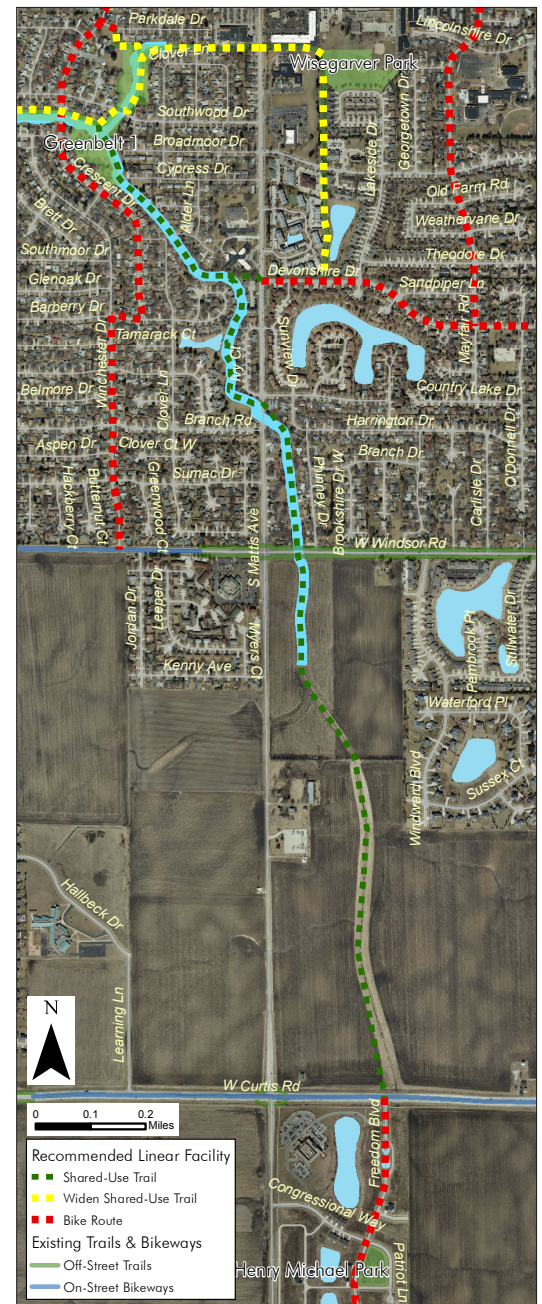 Parkdale Dr
Lincolnshire Dr
Clover Ln
Wisegarver Park
Georgetown Dr
Southwood Dr
Lakeside Dr
Greenbelt 1
Broadmoor Dr
Cypress Dr
Crescent Dr
Alder Ln
Old Farm Rd
Brett Dr
Weathervane Dr
Southmoor Dr
Theodore Dr
Devonshire Dr
Glenoak Dr
Sandpiper Ln
Barberry Dr
Mayfair Rd
Tamarack Ct
Sunview D
Ivy Ct
Winchester Dr
Belmore Dr
Clover Ln
Country Lake Dr
Branch Rd
Harrington Dr
O'Donnell Dr
Aspen Dr
Clover Ct W
Branch Dr
Sumac Dr
Phinney Dr
Brookshire Dr W
Carlisle Dr
Hackberry Ct
Butternut Ct
Greenwood Ct
S Mattis Ave
W Windsor Rd
Jordan Dr
Leeper Dr
Myers Ct
Pembrook Pt
Stillwater Dr
Kenny Ave
Waterford Pl
Windward Blvd
Sussex Ct
Hallbeck Dr
Learning Ln
N
W Curtis Rd
0 0.1 0.2
Miles
Freedom Blvd
Congressional Way
Patriot Ln
Henry Michael Park
Recommended Linear Facility
Shared-Use Trail
Widen Shared-Use Trail
Bike Route
Existing Trails & Bikeways
Off-Street Trails
On-Street Bikeways